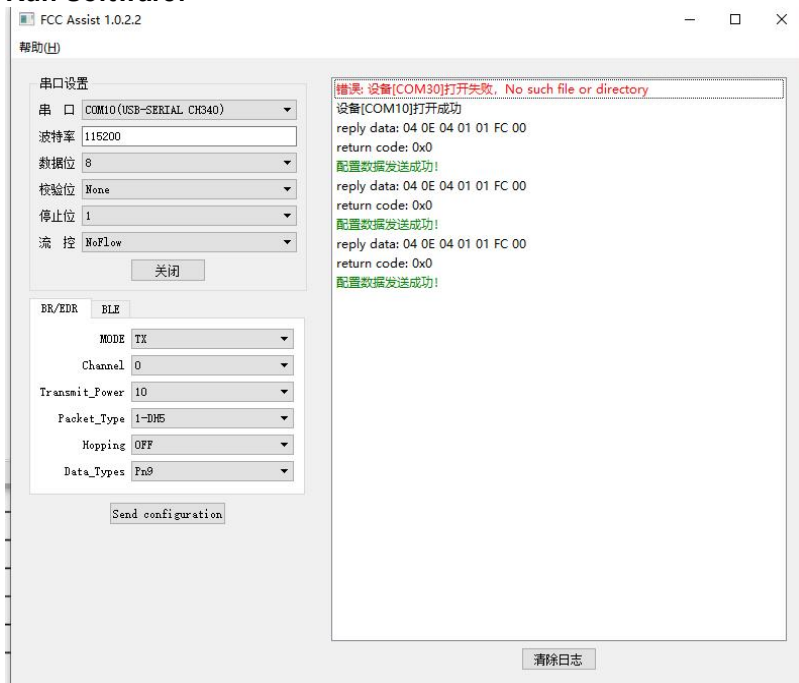 FCC Assist 1.0.2.2
帮助(H)
串口设置
串 口 COM10(USB-SERIAL CH340)
波特率 115200
数据位 8
校验位 None
停止位 1
流 控 NoFlow
关闭
BR/EDR BLE
MODE TX
Channel 0
Transmit_Power 10
Packet_Type 1-DH5
Hopping OFF
Data_Types Pn9
Send configuration
错误: 设备[COM30]打开失败, No such file or directory
设备[COM10]打开成功
reply data: 04 0E 04 01 01 FC 00
return code: 0x0
配置数据发送成功!
reply data: 04 0E 04 01 01 FC 00
return code: 0x0
配置数据发送成功!
reply data: 04 0E 04 01 01 FC 00
return code: 0x0
配置数据发送成功!
清除日志